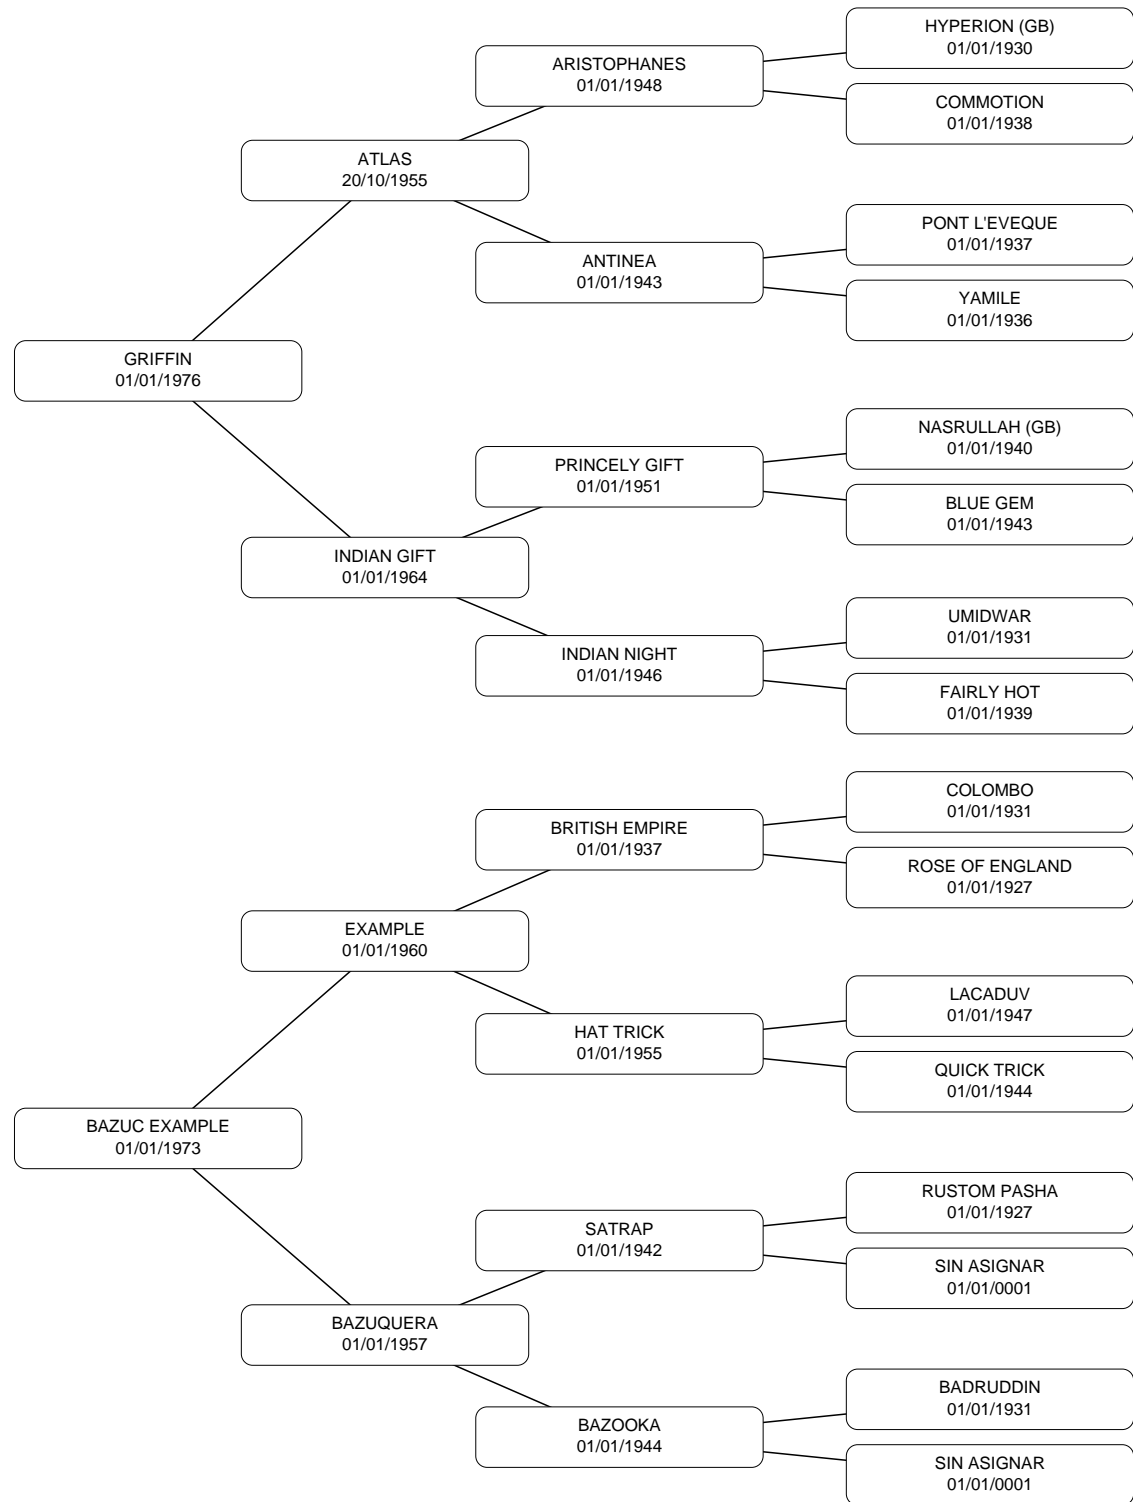 HYPERION (GB)
01/01/1930
ARISTOPHANES
01/01/1948
COMMOTION
01/01/1938
ATLAS
20/10/1955
PONT L'EVEQUE
01/01/1937
ANTINEA
01/01/1943
YAMILE
01/01/1936
GRIFFIN
01/01/1976
NASRULLAH (GB)
01/01/1940
PRINCELY GIFT
01/01/1951
BLUE GEM
01/01/1943
INDIAN GIFT
01/01/1964
UMIDWAR
01/01/1931
INDIAN NIGHT
01/01/1946
FAIRLY HOT
01/01/1939
COLOMBO
01/01/1931
BRITISH EMPIRE
01/01/1937
ROSE OF ENGLAND
01/01/1927
EXAMPLE
01/01/1960
LACADUV
01/01/1947
HAT TRICK
01/01/1955
QUICK TRICK
01/01/1944
BAZUC EXAMPLE
01/01/1973
RUSTOM PASHA
01/01/1927
SATRAP
01/01/1942
SIN ASIGNAR
01/01/0001
BAZUQUERA
01/01/1957
BADRUDDIN
01/01/1931
BAZOOKA
01/01/1944
SIN ASIGNAR
01/01/0001